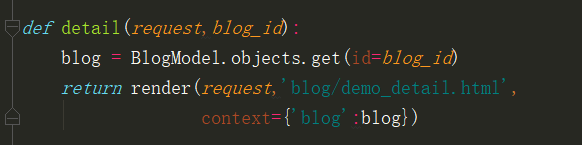 def detail(request,blog_id):
    blog = BlogModel.objects.get(id=blog_id)
    return render(request,'blog/demo_detail.html',
                  context={'blog':blog})